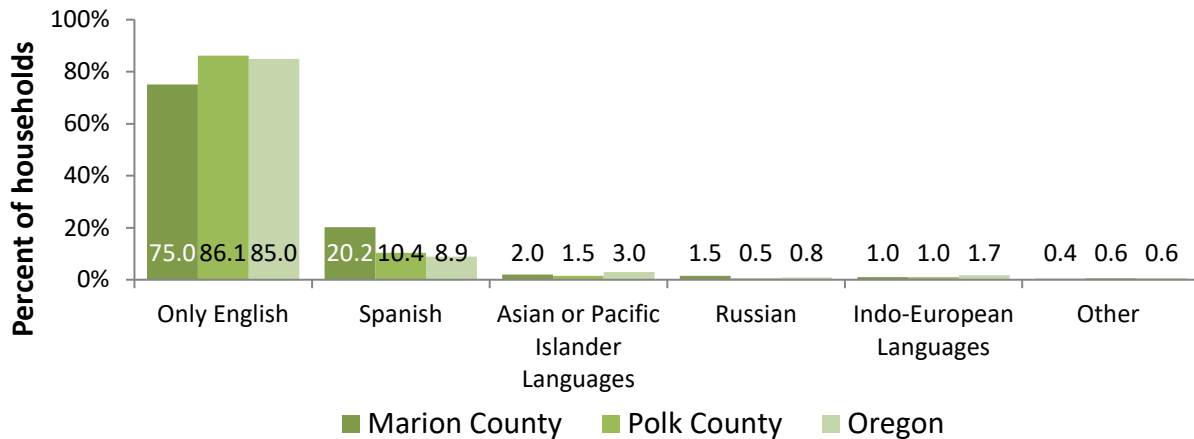 Percent of households
100%
80%
60%
40%
20%
0%
75.0 86.1 85.0 20.2 10.4 8.9 2.0 1.5 3.0 1.5 0.5 0.8 1.0 1.0 1.7 0.4 0.6 0.6
Only English Spanish Asian or Pacific Russian Indo-European Other
Islander Languages
Languages
Marion County Polk County Oregon